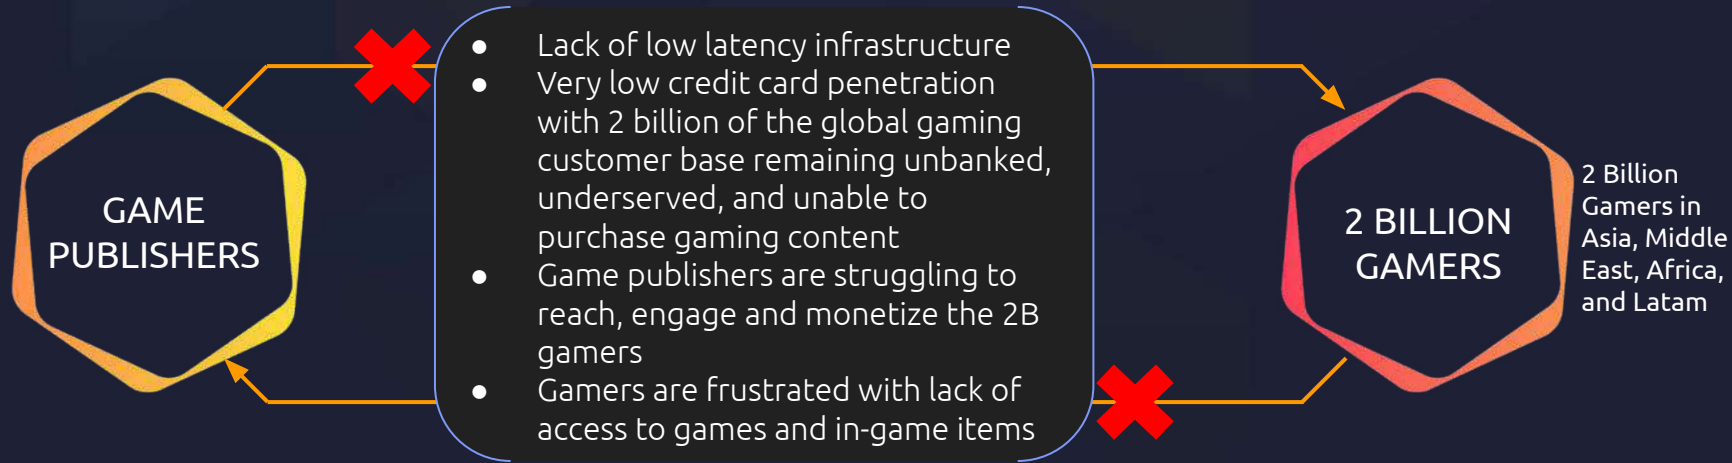 GAME
PUBLISHERS
● Lack of low latency infrastructure
● Very low credit card penetration
with 2 billion of the global gaming
customer base remaining unbanked,
underserved, and unable to
purchase gaming content
● Game publishers are struggling to
reach, engage and monetize the 2B
gamers
● Gamers are frustrated with lack of
access to games and in-game items
2 BILLION
GAMERS
2 Billion
Gamers in
Asia, Middle
East, Africa,
and Latam